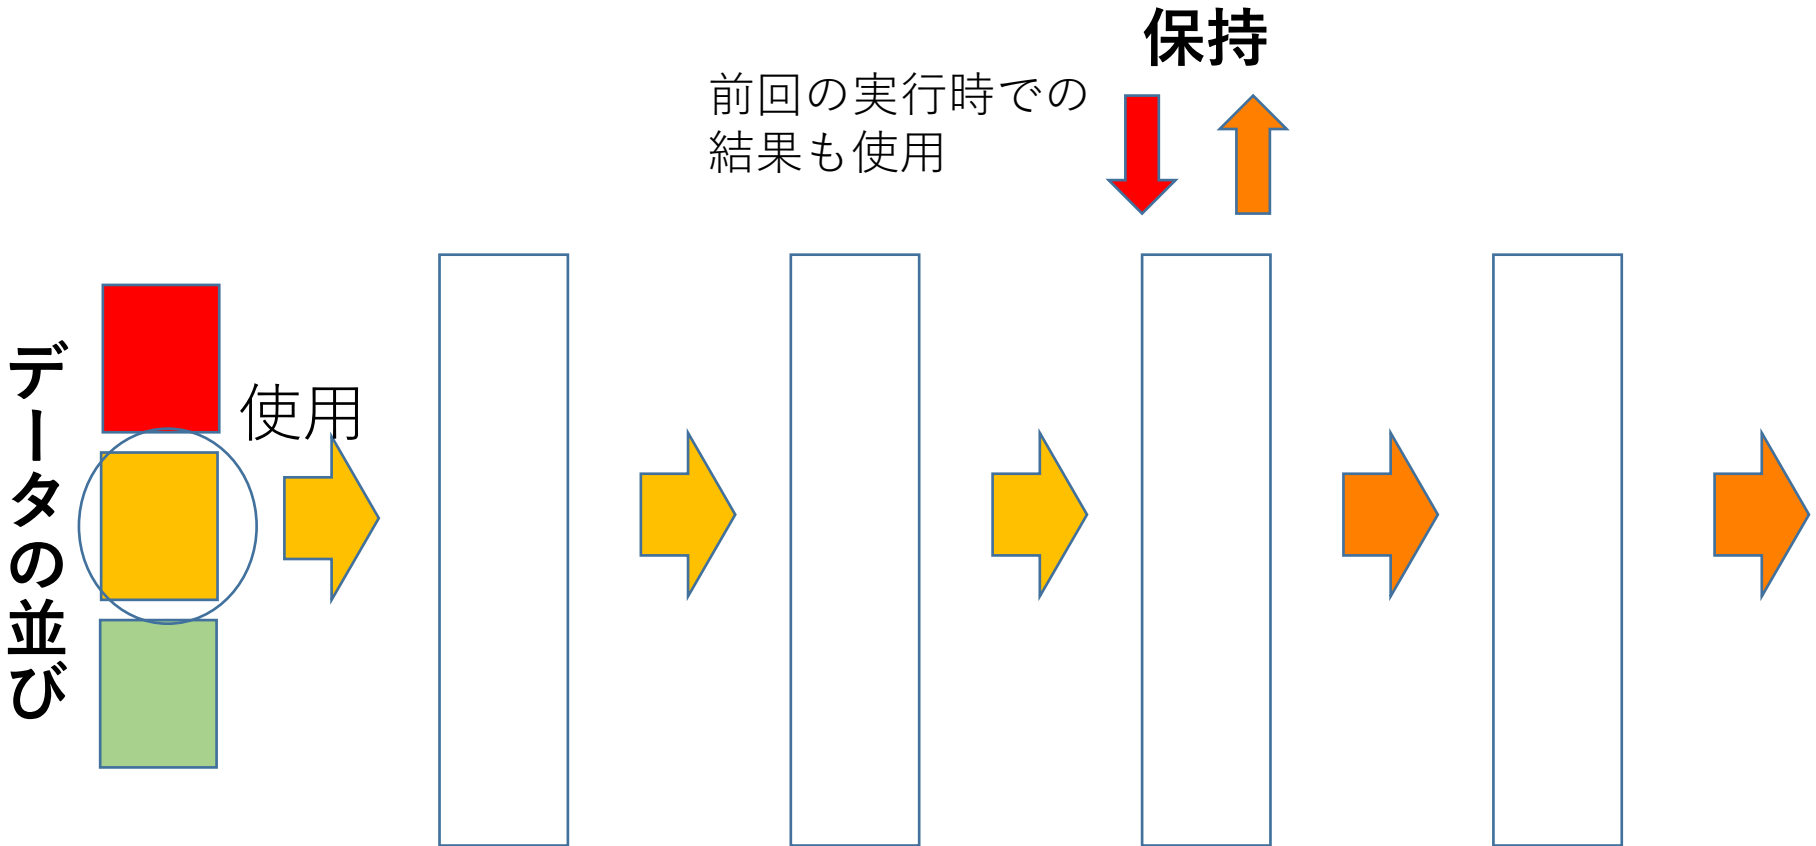 保持
前回の実行時での
結果も使用
使用
データの並び